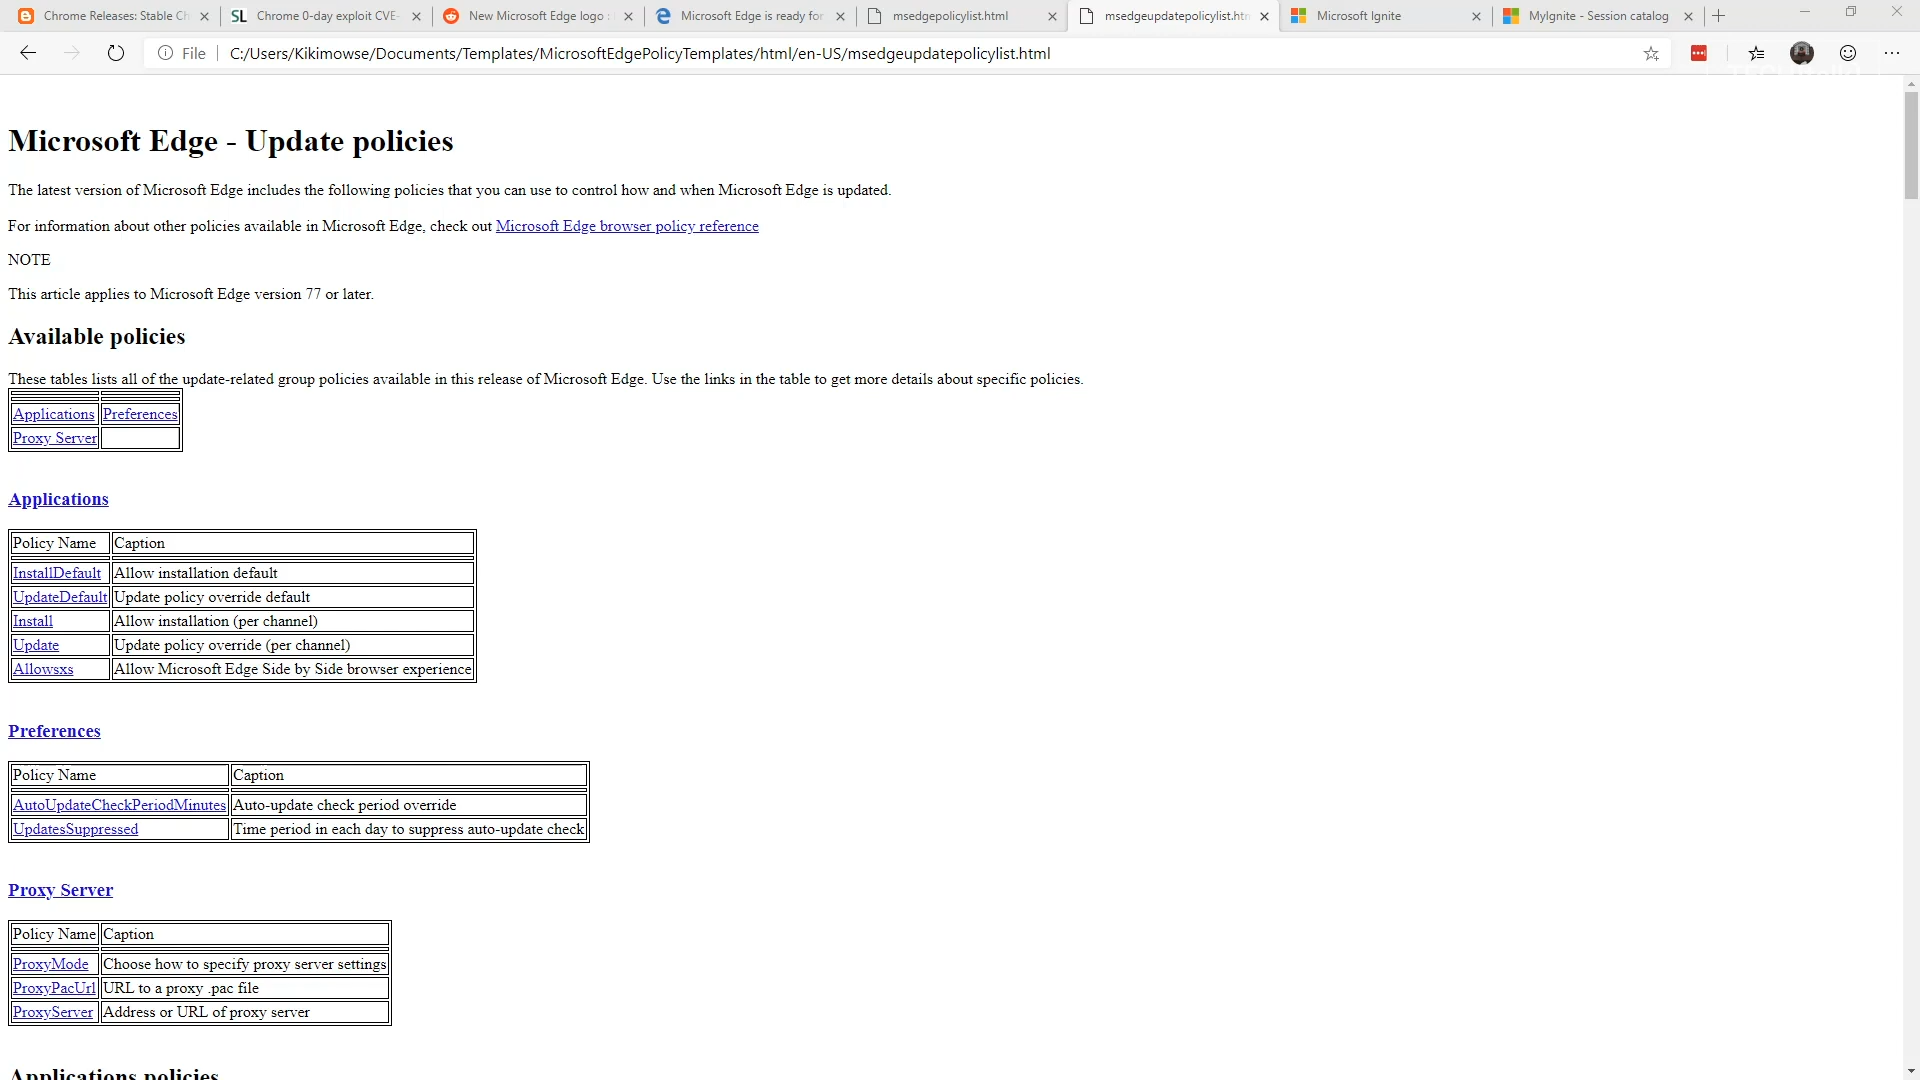 Chrome Releases: Stable Ch
SL Chrome 0-day exploit CVE-
New Microsoft Edge logo :
Microsoft Edge is ready for
msedgepolicylist.html
msedgeupdatepolicylist.htm
Microsoft Ignite
MyIgnite - Session catalog
File
C:/Users/Kikimowse/Documents/Templates/MicrosoftEdgePolicyTemplates/html/en-US/msedgeupdatepolicylist.html
Microsoft Edge - Update policies
The latest version of Microsoft Edge includes the following policies that you can use to control how and when Microsoft Edge is updated.
For information about other policies available in Microsoft Edge, check out Microsoft Edge browser policy reference
NOTE
This article applies to Microsoft Edge version 77 or later.
Available policies
These tables lists all of the update-related group policies available in this release of Microsoft Edge. Use the links in the table to get more details about specific policies.
Applications Preferences
Proxy Server
Applications
Policy Name Caption
InstallDefault Allow installation default
UpdateDefault Update policy override default
Install Allow installation (per channel)
Update Update policy override (per channel)
Allowsxs Allow Microsoft Edge Side by Side browser experience
Preferences
Policy Name Caption
AutoUpdateCheckPeriodMinutes Auto-update check period override
UpdatesSuppressed Time period in each day to suppress auto-update check
Proxy Server
Policy Name Caption
ProxyMode Choose how to specify proxy server settings
ProxyPacUrl URL to a proxy .pac file
ProxyServer Address or URL of proxy server
Applications policies